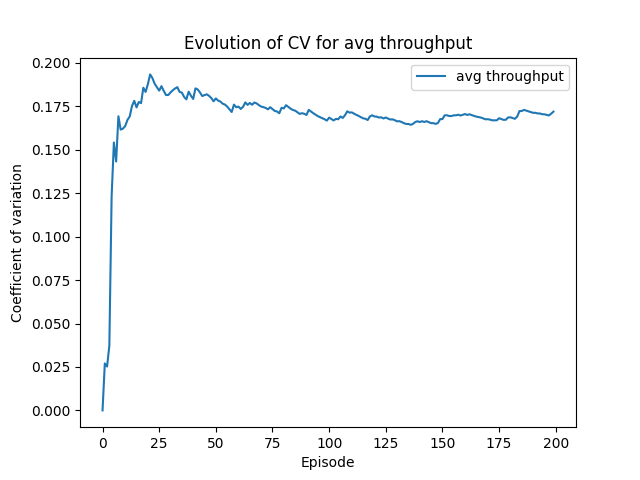 Evolution of CV for avg throughput
avg throughput
Coefficient of variation
0.200
0.175
0.150
0.125
0.100
0.075
0.050
0.025
0.000
0 25 50 75 100 125 150 175 200
Episode